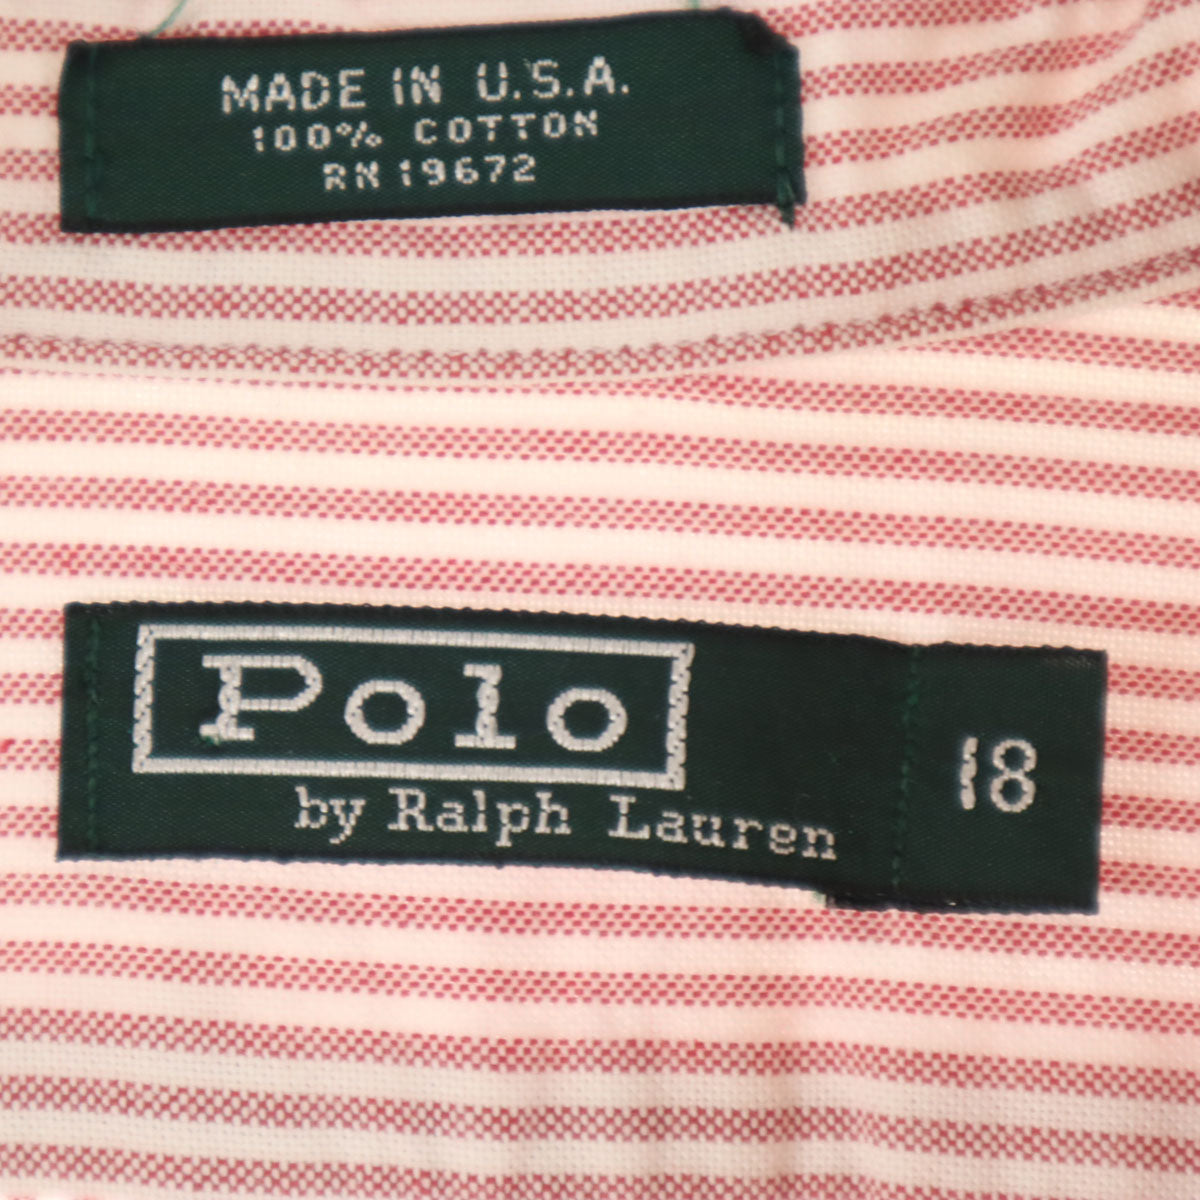 MADE IN U.S.A.
100% COTTON
RN 19672
Polo
by Ralph Lauren
18